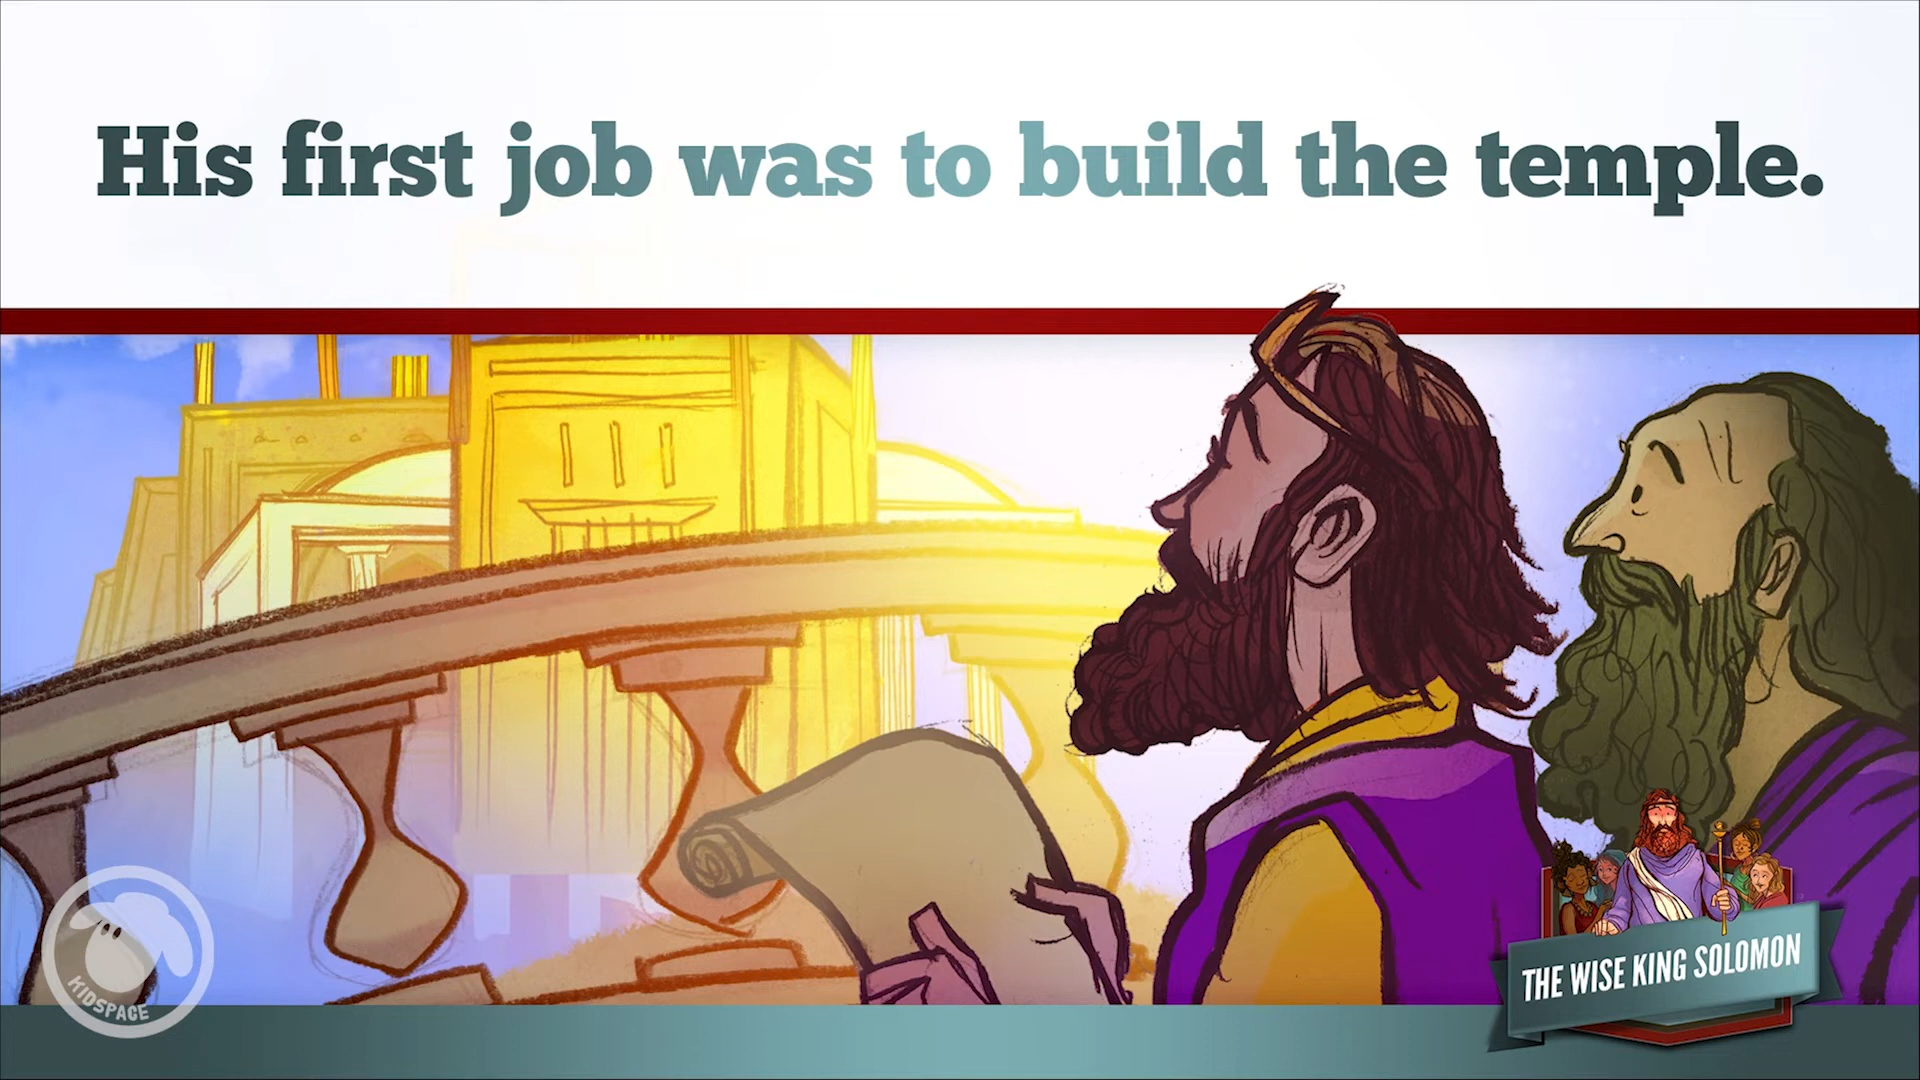 His first job was to build the temple.
KIDSPACE
THE WISE KING SOLOMON